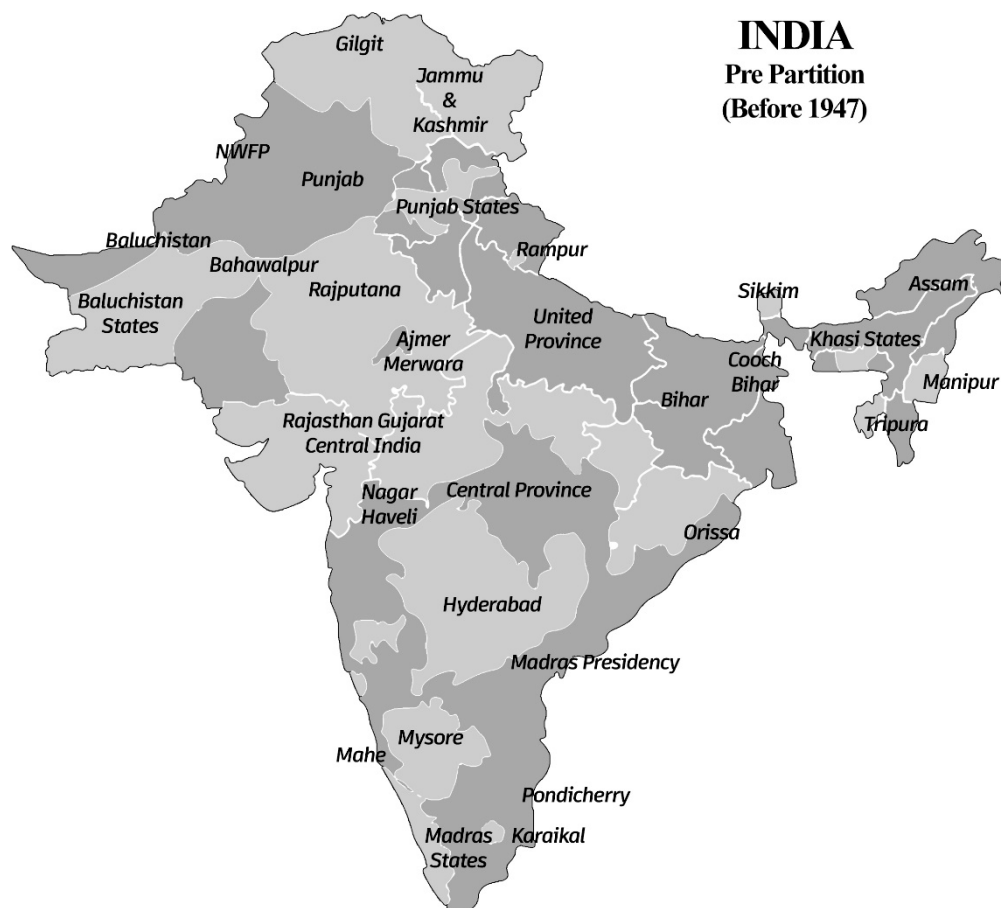 INDIA
Pre Partition
(Before 1947)
Gilgit
Jammu
&
Kashmir
NWFP
Punjab
Punjab States
Baluchistan
Bahawalpur
Rampur
Rajputana
Baluchistan
States
Sikkim
Assam
United
Province
Khasi States
Ajmer
Merwara
Cooch
Bihar
Manipur
Bihar
Tripura
Rajasthan Gujarat
Central India
Nagar
Haveli
Central Province
Orissa
Hyderabad
Madras Presidency
Mysore
Mahe
Pondicherry
Madras
States
Karaikal